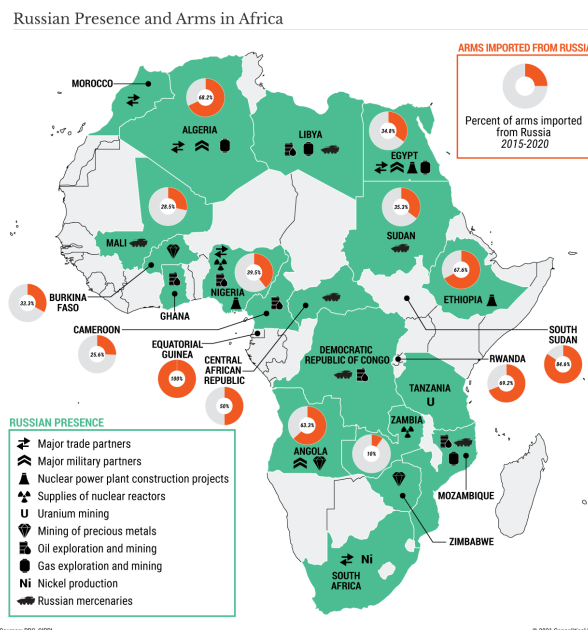 Russian Presence and Arms in Africa
ARMS IMPORTED FROM RUSSIA
Percent of arms imported
from Russia
2015-2020
MOROCCO
68.2%
ALGERIA
LIBYA
34.8%
EGYPT
28.5%
MALI
35.3%
SUDAN
39.5%
NIGERIA
67.6%
ETHIOPIA
33.3%
BURKINA
FASO
GHANA
CAMEROON
25.6%
EQUATORIAL
GUINEA
100%
CENTRAL
AFRICAN
REPUBLIC
50%
DEMOCRATIC
REPUBLIC OF CONGO
SOUTH
SUDAN
84.6%
RWANDA
69.2%
TANZANIA
U
63.2%
ANGOLA
ZAMBIA
10%
MOZAMBIQUE
ZIMBABWE
Ni
SOUTH
AFRICA
RUSSIAN PRESENCE
Major trade partners
Major military partners
Nuclear power plant construction projects
Supplies of nuclear reactors
U Uranium mining
Mining of precious metals
Oil exploration and mining
Gas exploration and mining
Ni Nickel production
Russian mercenaries